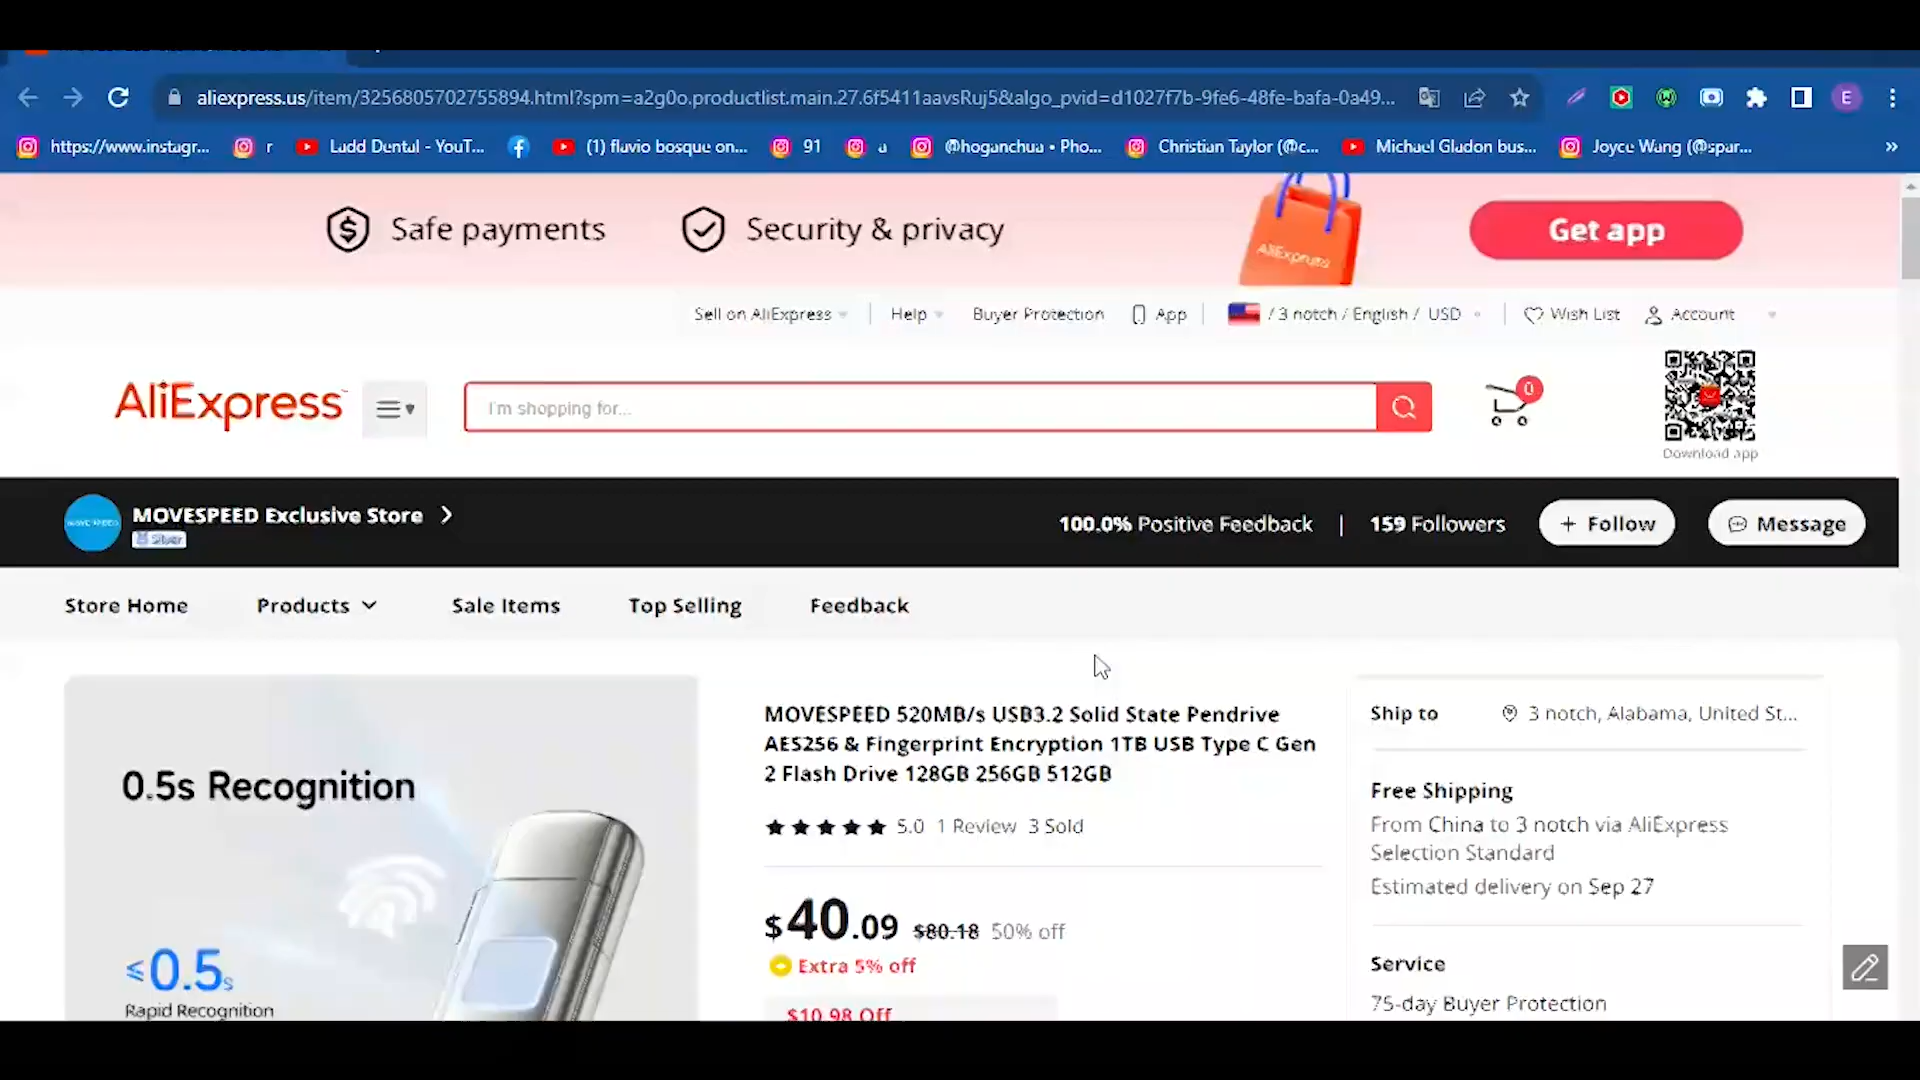 aliexpress.us/item/3256805702755894.html?spm=a2g0o.productlist.main.27.6f5411aavsRuj5&algo_pvid=d1027f7b-9fe6-48fe-bafa-0a49...
E
https://www.instagr...
r
Ladd Dental - YouT...
(1) flavio bosque on...
91
a
@hoganchua • Pho...
Christian Taylor (@c...
Michael Gladon bus...
Joyce Wang (@spar...
»
Safe payments
Security & privacy
AliExpress
Get app
Sell on AliExpress
Help
Buyer Protection
App
/ 3 notch / English / USD
Wish List
Account
AliExpress
I'm shopping for...
0
Download app
MOVE SPEED
MOVESPEED Exclusive Store
Silver
100.0% Positive Feedback | 159 Followers
+ Follow
Message
Store Home
Products
Sale Items
Top Selling
Feedback
0.5s Recognition
≤0.5s
Rapid Recognition
MOVESPEED 520MB/s USB3.2 Solid State Pendrive
AES256 & Fingerprint Encryption 1TB USB Type C Gen
2 Flash Drive 128GB 256GB 512GB
5.0 1 Review 3 Sold
$40.09 $80.18 50% off
Extra 5% off
$10.98 Off
Ship to
3 notch, Alabama, United St...
Free Shipping
From China to 3 notch via AliExpress
Selection Standard
Estimated delivery on Sep 27
Service
75-day Buyer Protection